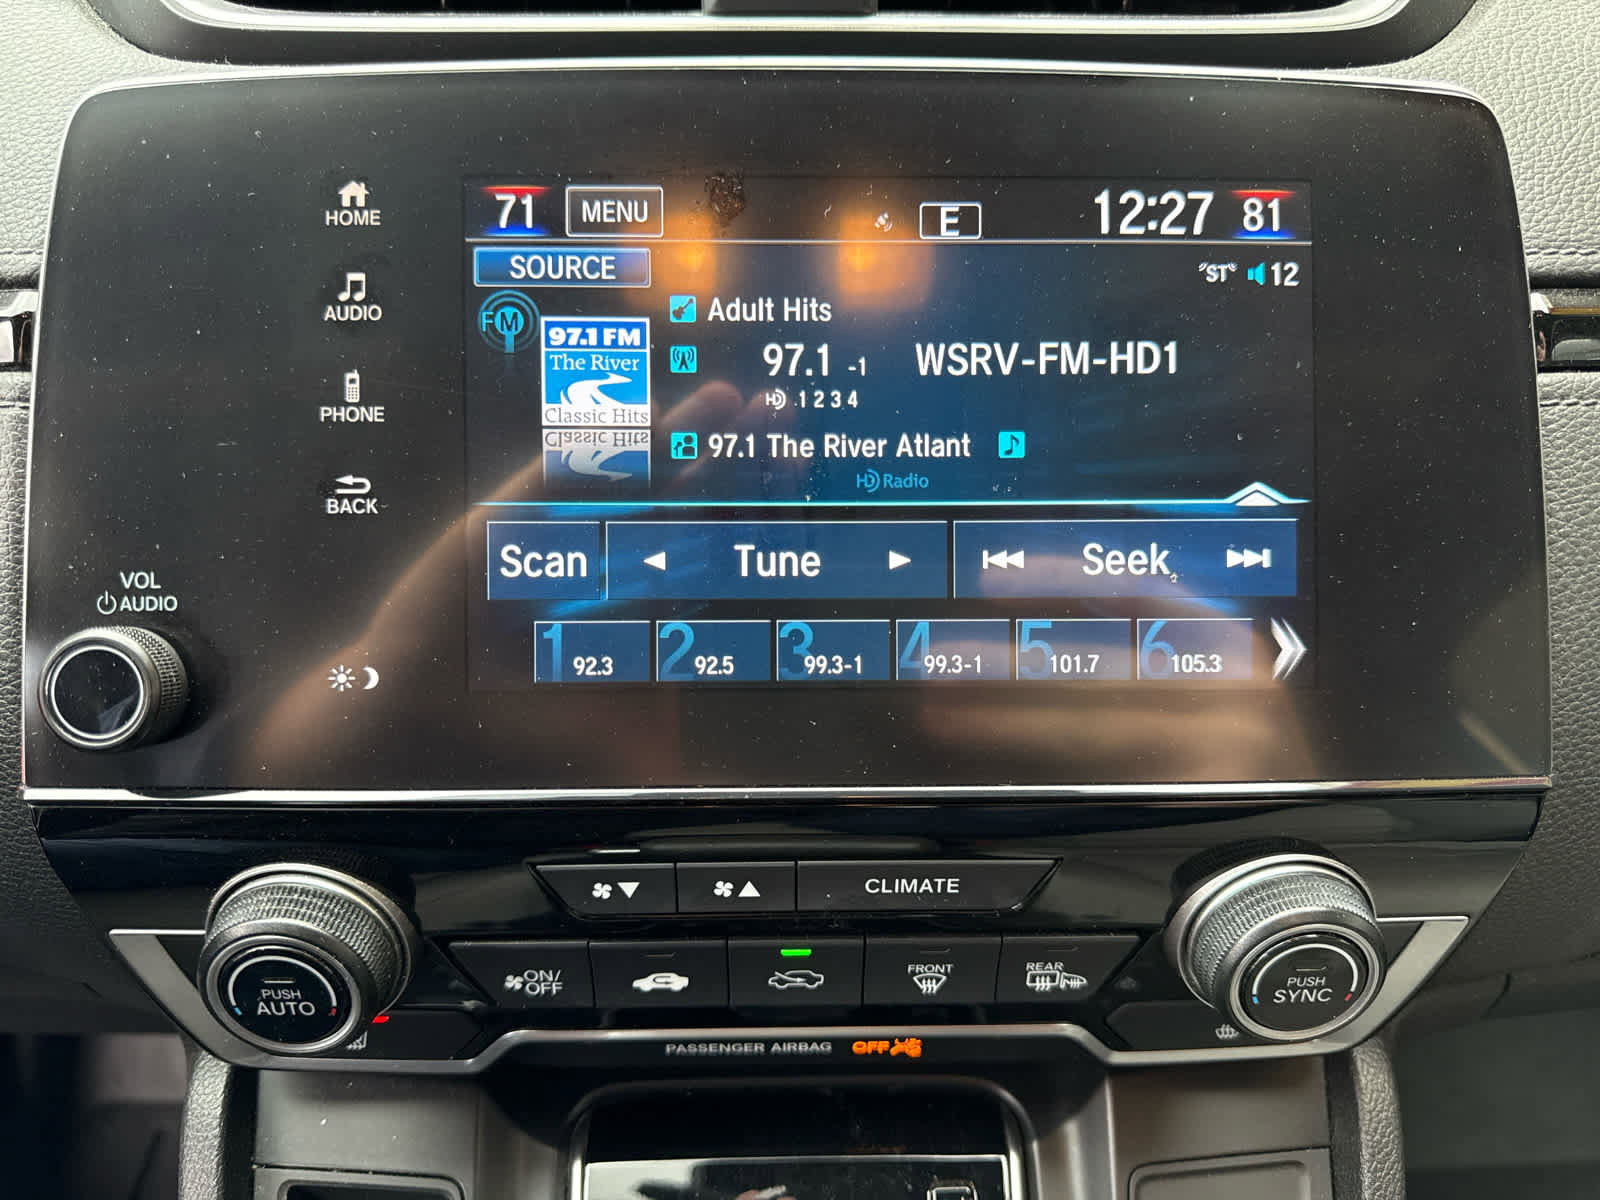 HOME
AUDIO
PHONE
BACK
VOL
AUDIO
71 MENU E 12:27 81
SOURCE
"ST" 12
FM
97.1 FM
The River
Classic Hits
Adult Hits
97.1 -1 WSRV-FM-HD1
HD 1 2 3 4
97.1 The River Atlant
HD Radio
Scan Tune Seek
1 92.3 2 92.5 3 99.3-1 4 99.3-1 5 101.7 6 105.3
CLIMATE
PUSH
AUTO
ON/
OFF
FRONT
REAR
PUSH
SYNC
PASSENGER AIRBAG OFF